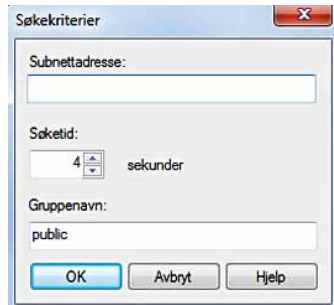 Søkekriterier
Subnettadresse:
Søketid:
4 sekunder
Gruppenavn:
public
OK Avbryt Hjelp